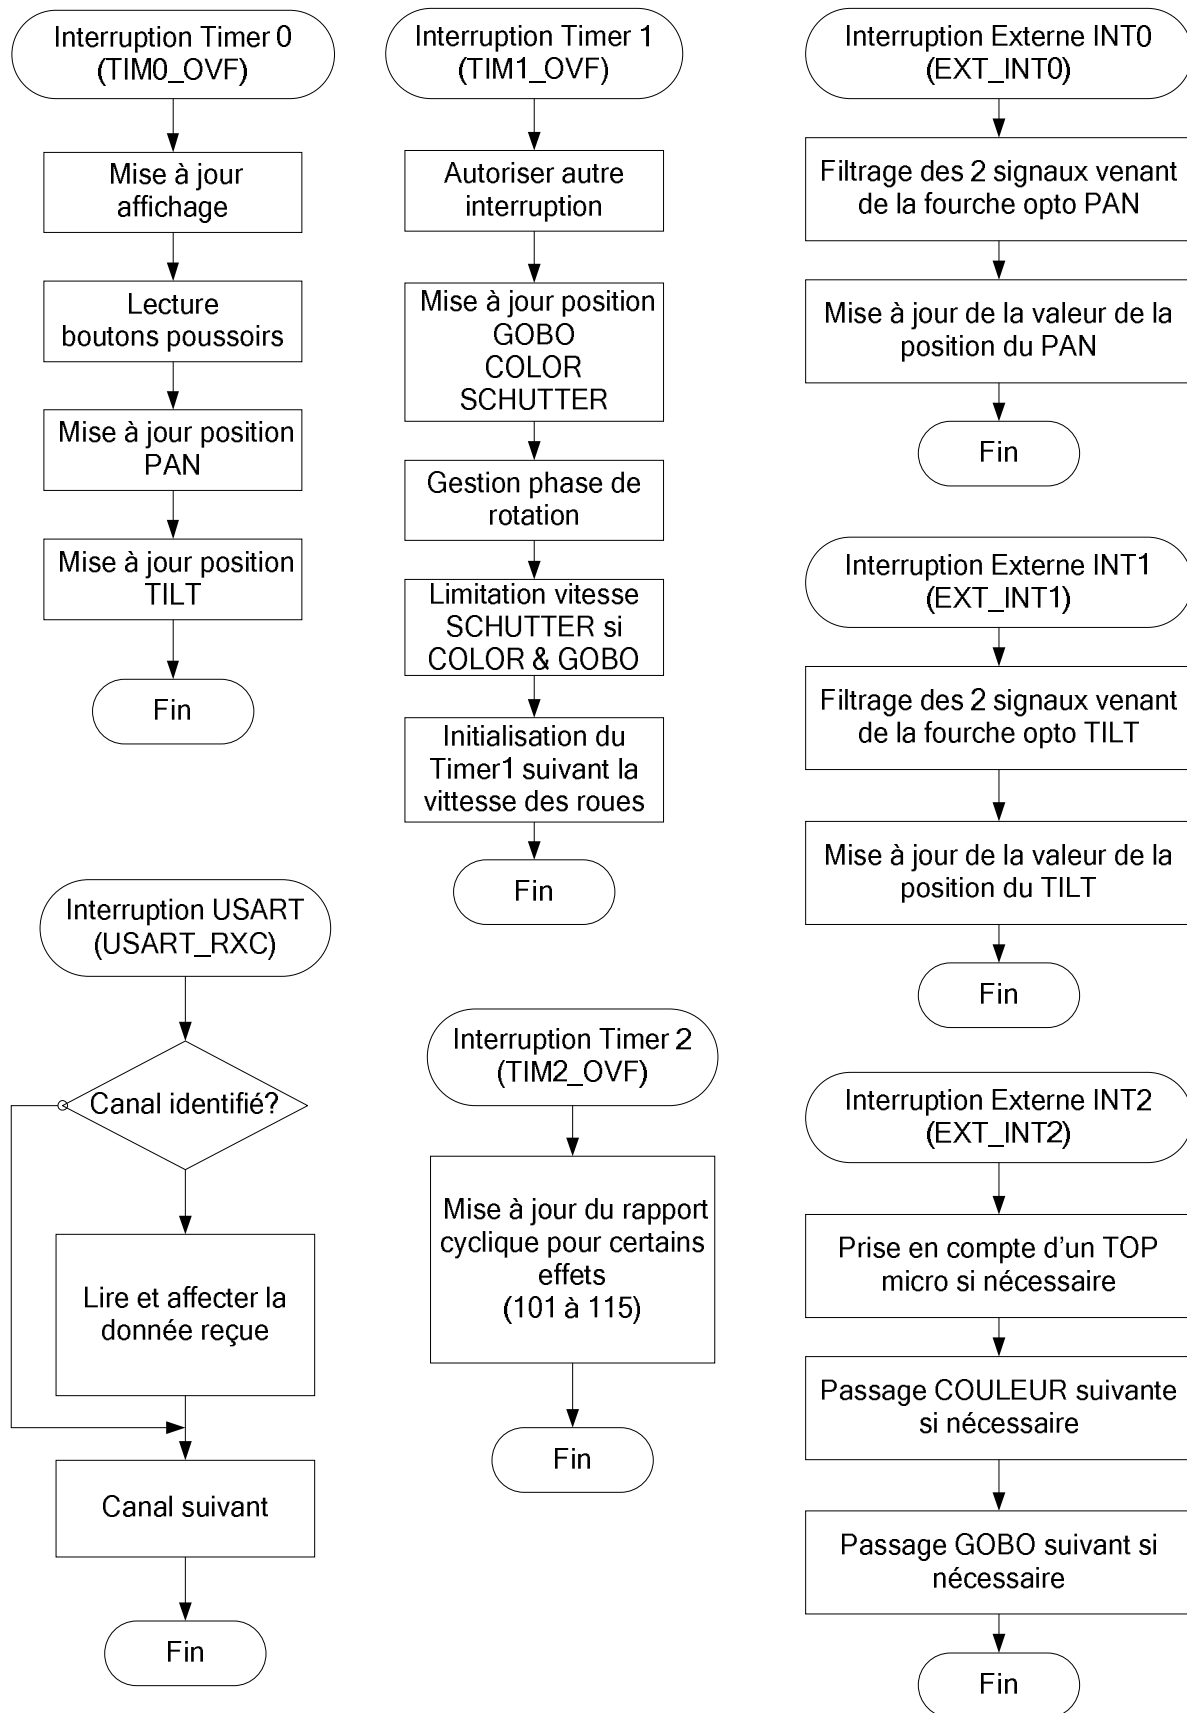 Interruption Timer 0
(TIM0_OVF)
Mise à jour
affichage
Lecture
boutons poussoirs
Mise à jour position
PAN
Mise à jour position
TILT
Fin
Interruption Timer 1
(TIM1_OVF)
Autoriser autre
interruption
Mise à jour position
GOBO
COLOR
SCHUTTER
Gestion phase de
rotation
Limitation vitesse
SCHUTTER si
COLOR & GOBO
Initialisation du
Timer1 suivant la
vittesse des roues
Fin
Interruption Externe INT0
(EXT_INT0)
Filtrage des 2 signaux venant
de la fourche opto PAN
Mise à jour de la valeur de la
position du PAN
Fin
Interruption Externe INT1
(EXT_INT1)
Filtrage des 2 signaux venant
de la fourche opto TILT
Mise à jour de la valeur de la
position du TILT
Fin
Interruption USART
(USART_RXC)
Canal identifié?
Lire et affecter la
donnée reçue
Canal suivant
Fin
Interruption Timer 2
(TIM2_OVF)
Mise à jour du rapport
cyclique pour certains
effets
(101 à 115)
Fin
Interruption Externe INT2
(EXT_INT2)
Prise en compte d'un TOP
micro si nécessaire
Passage COULEUR suivante
si nécessaire
Passage GOBO suivant si
nécessaire
Fin